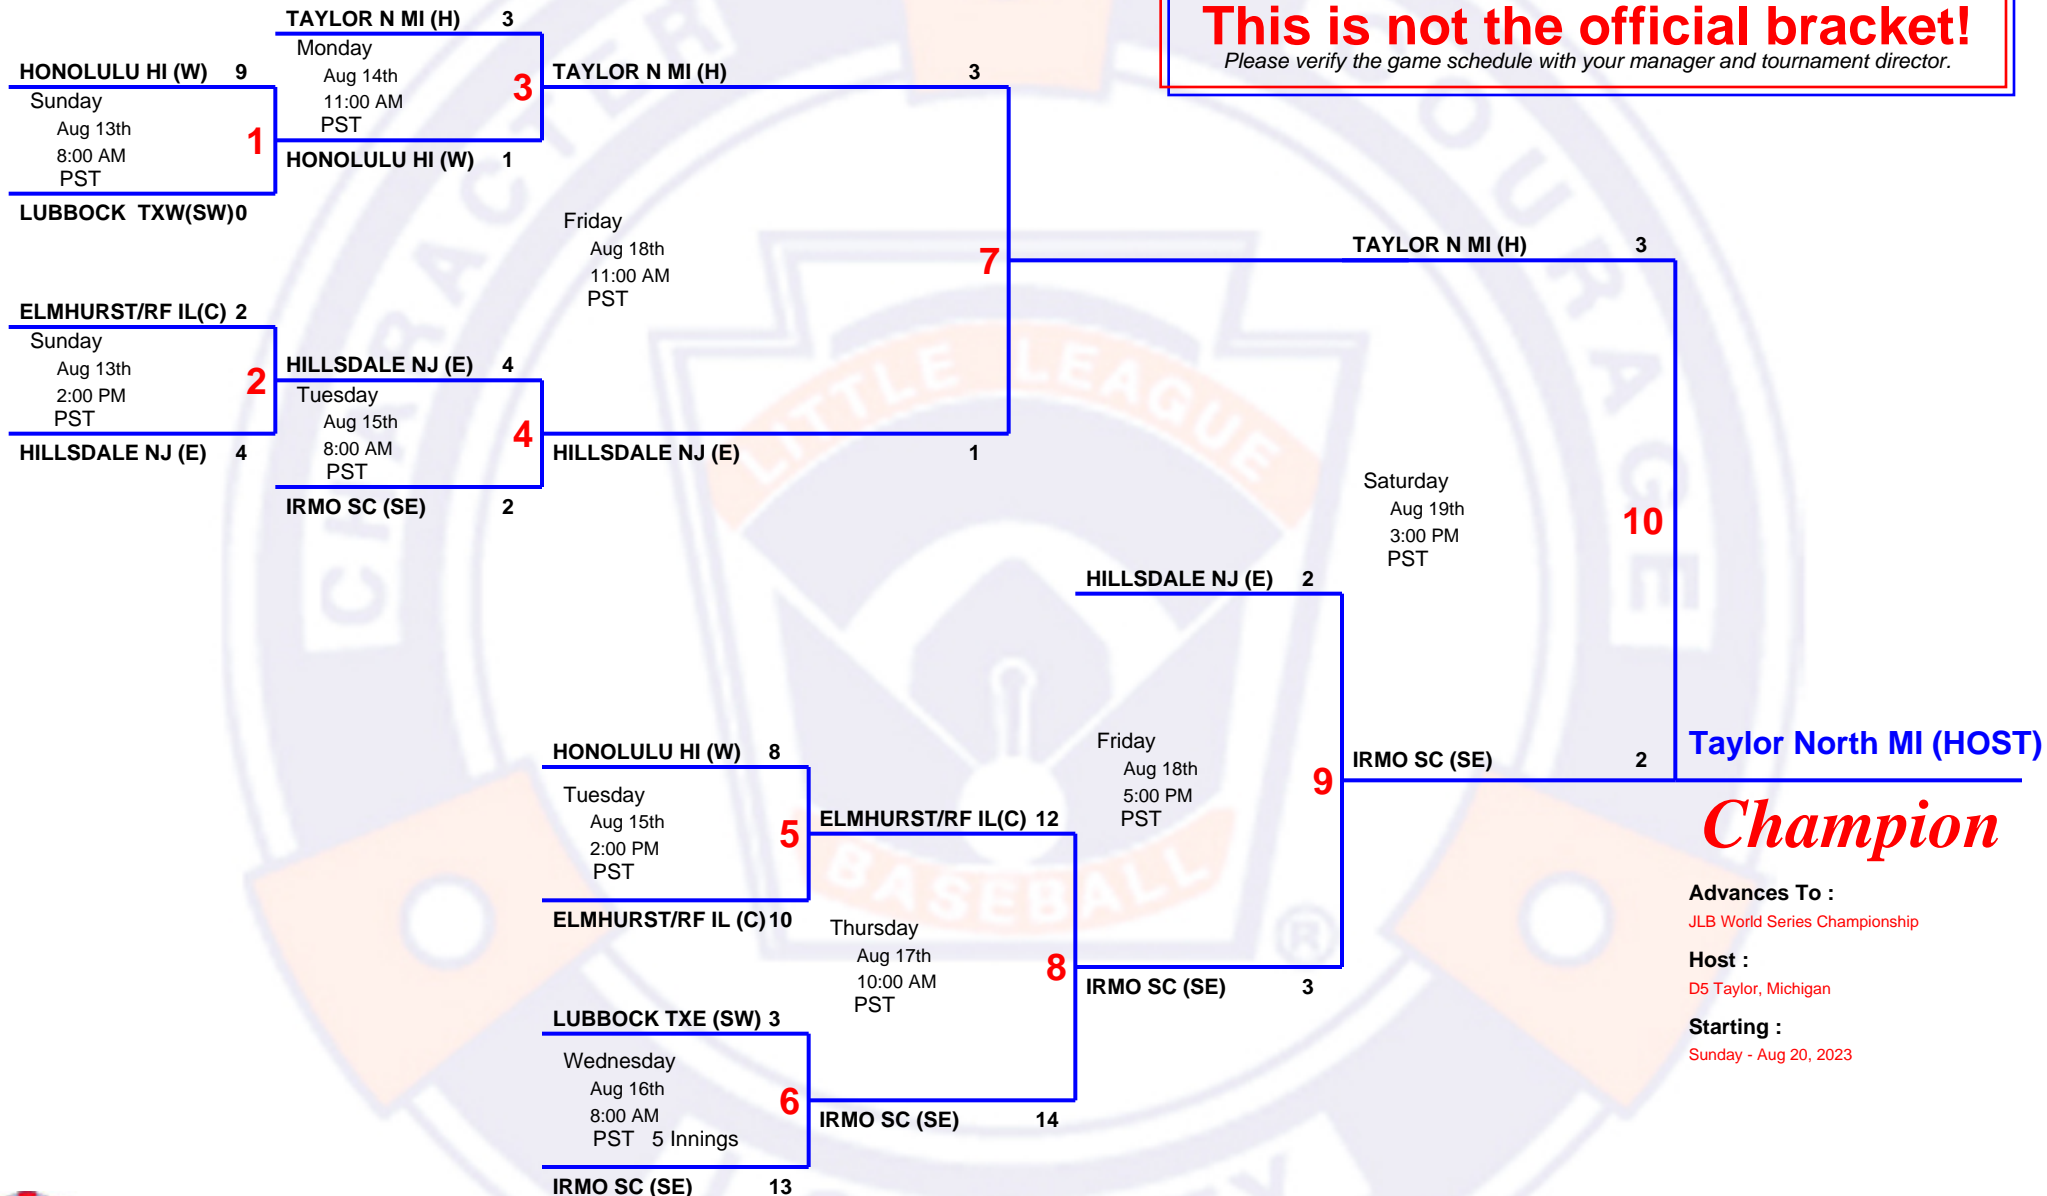 This is not the official bracket!
Please verify the game schedule with your manager and tournament director.
TAYLOR N MI (H) 3
Monday
Aug 14th
11:00 AM
PST
3
HONOLULU HI (W) 1
HONOLULU HI (W) 9
Sunday
Aug 13th
8:00 AM
PST
1
LUBBOCK TXW(SW)0
TAYLOR N MI (H) 3
Friday
Aug 18th
11:00 AM
PST
7
HILLSDALE NJ (E) 1
ELMHURST/RF IL(C) 2
Sunday
Aug 13th
2:00 PM
PST
2
HILLSDALE NJ (E) 4
HILLSDALE NJ (E) 4
Tuesday
Aug 15th
8:00 AM
PST
4
IRMO SC (SE) 2
TAYLOR N MI (H) 3
Saturday
Aug 19th
3:00 PM
PST
10
IRMO SC (SE) 2
HILLSDALE NJ (E) 2
Friday
Aug 18th
5:00 PM
PST
9
IRMO SC (SE) 3
HONOLULU HI (W) 8
Tuesday
Aug 15th
2:00 PM
PST
5
ELMHURST/RF IL (C) 10
ELMHURST/RF IL(C) 12
Thursday
Aug 17th
10:00 AM
PST
8
IRMO SC (SE) 14
LUBBOCK TXE (SW) 3
Wednesday
Aug 16th
8:00 AM
PST 5 Innings
6
IRMO SC (SE) 13
Taylor North MI (HOST)
Champion
Advances To :
JLB World Series Championship
Host :
D5 Taylor, Michigan
Starting :
Sunday - Aug 20, 2023
CHARACTER
COURAGE
LITTLE LEAGUE
BASEBALL
®